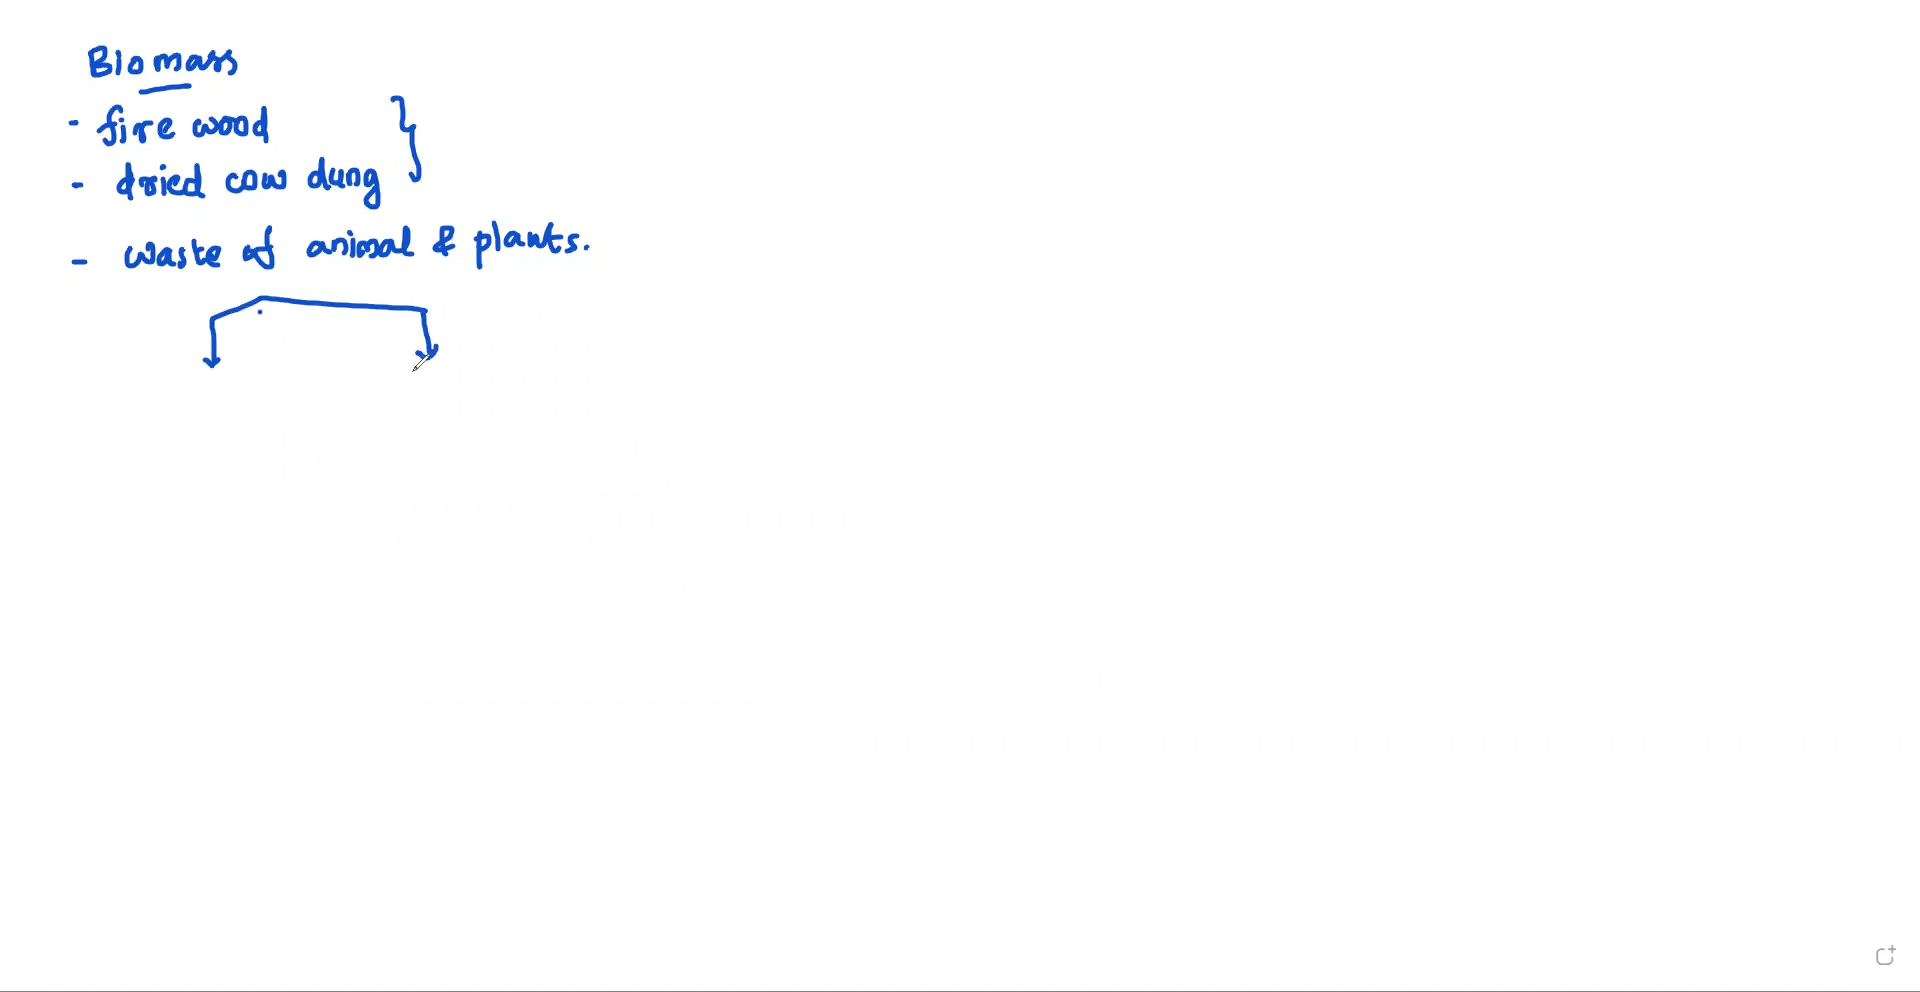 Biomass
- fire wood
- dried cow dung
- waste of animal & plants.